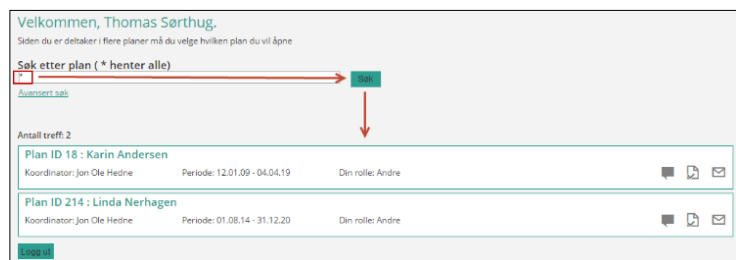 Velkommen, Thomas Sørthug.
Siden du er deltaker i flere planer må du velge hvilken plan du vil åpne
Søk etter plan ( * henter alle)
* Søk
Avansert søk
Antall treff: 2
Plan ID 18 : Karin Andersen
Koordinator: Jon Ole Hedne Periode: 12.01.09 - 04.04.19 Din rolle: Andre
Plan ID 214 : Linda Nerhagen
Koordinator: Jon Ole Hedne Periode: 01.08.14 - 31.12.20 Din rolle: Andre
Logg ut